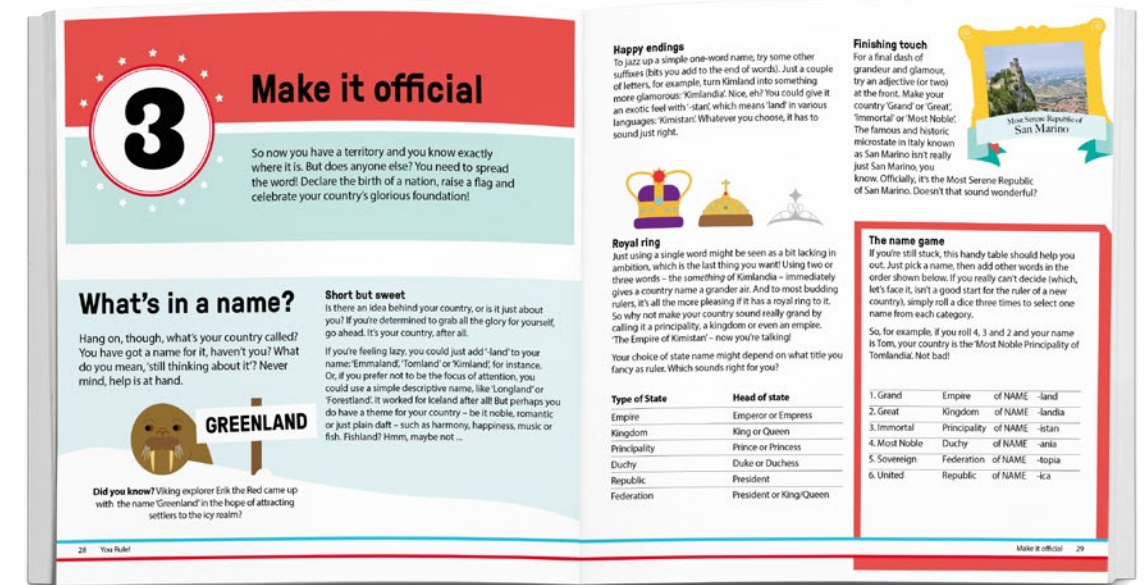 3
Make it official
So now you have a territory and you know exactly
where it is. But does anyone else? You need to spread
the word! Declare the birth of a nation, raise a flag and
celebrate your country's glorious foundation!
What's in a name?
Hang on, though, what's your country called?
You have got a name for it, haven't you? What
do you mean, 'still thinking about it'? Never
mind, help is at hand.
GREENLAND
Did you know? Viking explorer Erik the Red came up
with the name 'Greenland' in the hope of attracting
settlers to the icy realm?
Short but sweet
Is there an idea behind your country, or is it just about
you? If you're determined to grab all the glory for yourself,
go ahead. It's your country, after all.
If you're feeling lazy, you could just add '-land' to your
name: 'Emmaland', 'Tomland' or 'Kimland', for instance.
Or, if you prefer not to be the focus of attention, you
could use a simple descriptive name, like 'Longland' or
'Forestland'. It worked for Iceland after all! But perhaps you
do have a theme for your country – be it noble, romantic
or just plain daft – such as harmony, happiness, music or
fish. Fishland? Hmm, maybe not ...
28 You Rule!
Happy endings
To jazz up a simple one-word name, try some other
suffixes (bits you add to the end of words). Just a couple
of letters, for example, turn Kimland into something
more glamorous: 'Kimlandia'. Nice, eh? You could give it
an exotic feel with '-stan', which means 'land' in various
languages: 'Kimistan'. Whatever you choose, it has to
sound just right.
Royal ring
Just using a single word might be seen as a bit lacking in
ambition, which is the last thing you want! Using two or
three words – the something of Kimlandia – immediately
gives a country name a grander air. And to most budding
rulers, it's all the more pleasing if it has a royal ring to it.
So why not make your country sound really grand by
calling it a principality, a kingdom or even an empire.
'The Empire of Kimistan' – now you're talking!
Your choice of state name might depend on what title you
fancy as ruler. Which sounds right for you?
Type of State Head of state
Empire Emperor or Empress
Kingdom King or Queen
Principality Prince or Princess
Duchy Duke or Duchess
Republic President
Federation President or King/Queen
Finishing touch
For a final dash of
grandeur and glamour,
try an adjective (or two)
at the front. Make your
country 'Grand' or 'Great',
'Immortal' or 'Most Noble'.
The famous and historic
microstate in Italy known
as San Marino isn't really
just San Marino, you
know. Officially, it's the Most Serene Republic
of San Marino. Doesn't that sound wonderful?
Most Serene Republic of
San Marino
The name game
If you're still stuck, this handy table should help you
out. Just pick a name, then add other words in the
order shown below. If you really can't decide (which,
let's face it, isn't a good start for the ruler of a new
country), simply roll a dice three times to select one
name from each category.
So, for example, if you roll 4, 3 and 2 and your name
is Tom, your country is the 'Most Noble Principality of
Tomlandia'. Not bad!
1. Grand Empire of NAME -land
2. Great Kingdom of NAME -landia
3. Immortal Principality of NAME -istan
4. Most Noble Duchy of NAME -ania
5. Sovereign Federation of NAME -topia
6. United Republic of NAME -ica
Make it official 29